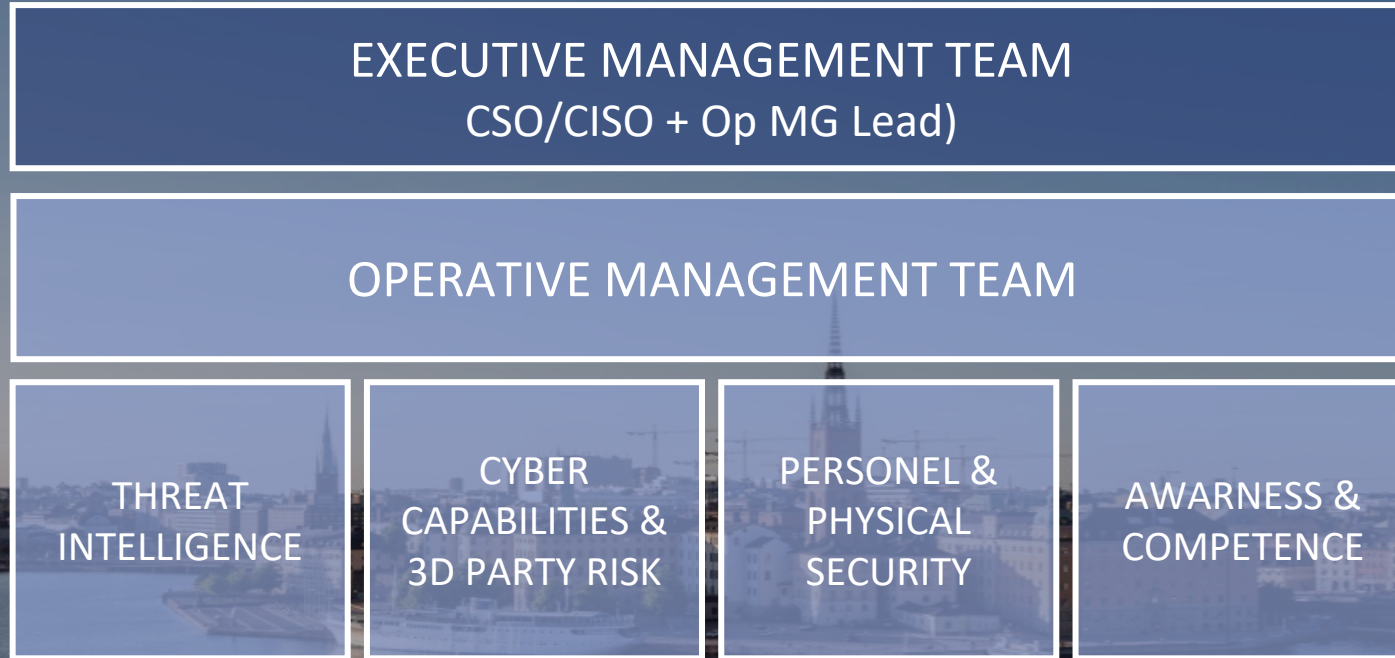 EXECUTIVE MANAGEMENT TEAM
CSO/CISO + Op MG Lead)
OPERATIVE MANAGEMENT TEAM
THREAT
INTELLIGENCE
CYBER
CAPABILITIES &
3D PARTY RISK
PERSONEL &
PHYSICAL
SECURITY
AWARNESS &
COMPETENCE